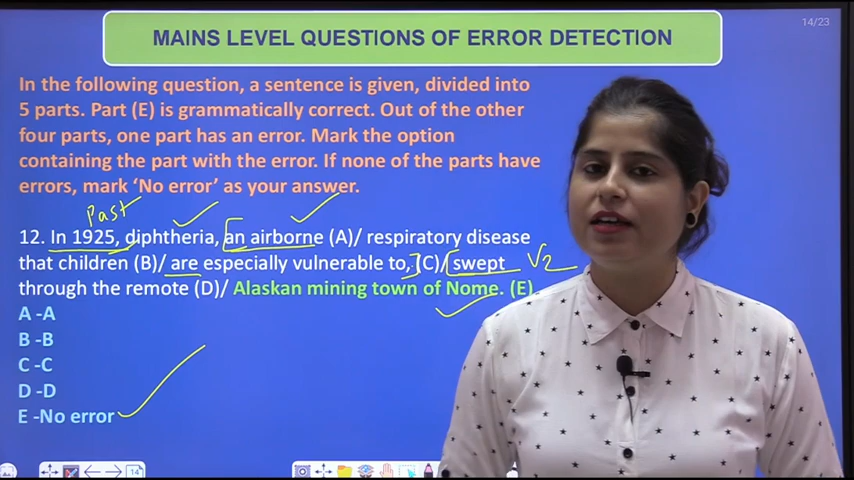 14/23
MAINS LEVEL QUESTIONS OF ERROR DETECTION
In the following question, a sentence is given, divided into
5 parts. Part (E) is grammatically correct. Out of the other
four parts, one part has an error. Mark the option
containing the part with the error. If none of the parts have
errors, mark ‘No error’ as your answer.
Past
12. In 1925, diphtheria, an airborne (A)/ respiratory disease
that children (B)/ are especially vulnerable to, (C)/ swept V2
through the remote (D)/ Alaskan mining town of Nome. (E)
A -A
B -B
C -C
D -D
E -No error
14